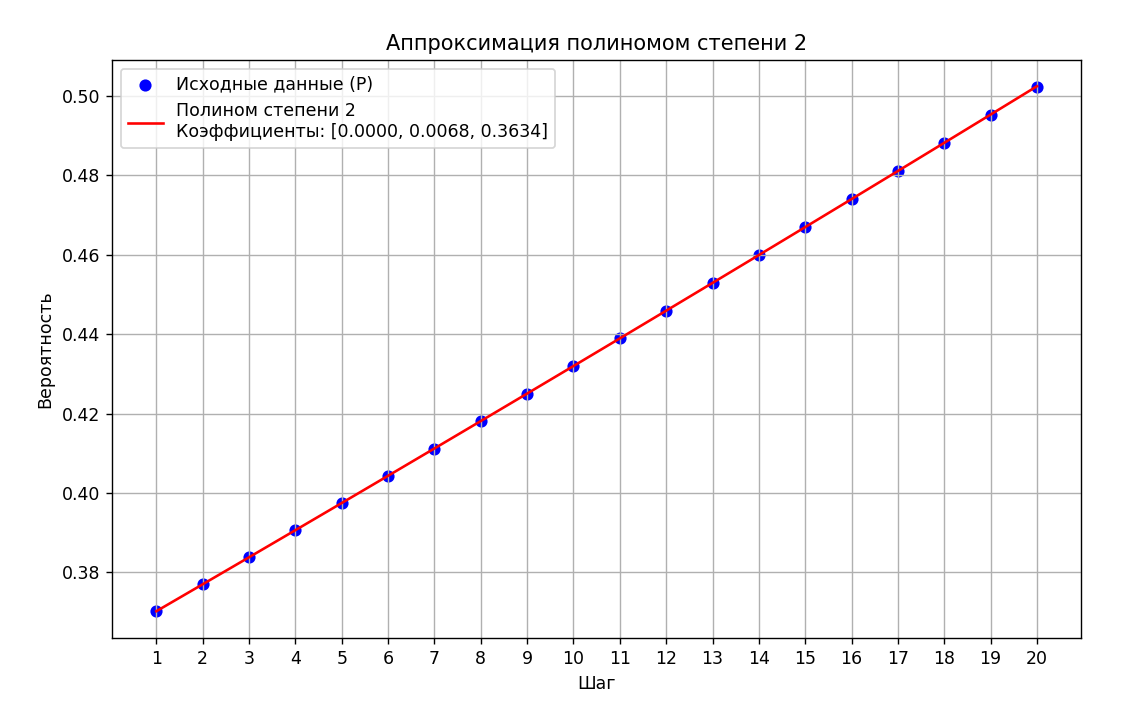 Аппроксимация полиномом степени 2
Исходные данные (P)
Полином степени 2
Коэффициенты: [0.0000, 0.0068, 0.3634]
Вероятность
0.50
0.48
0.46
0.44
0.42
0.40
0.38
1 2 3 4 5 6 7 8 9 10 11 12 13 14 15 16 17 18 19 20
Шаг